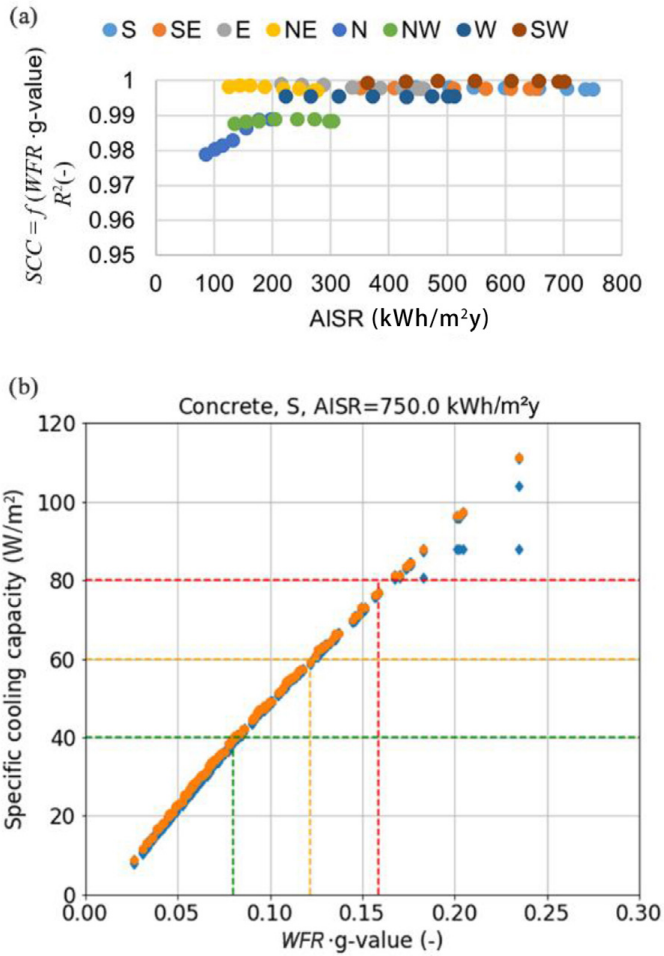 (a)
S SE E NE N NW W SW
SCC = f (WFR·g-value)
R²(-)
1
0.99
0.98
0.97
0.96
0.95
0 100 200 300 400 500 600 700 800
AISR (kWh/m²y)
(b)
Concrete, S, AISR=750.0 kWh/m²y
Specific cooling capacity (W/m²)
120
100
80
60
40
20
0
0.00 0.05 0.10 0.15 0.20 0.25 0.30
WFR·g-value (-)